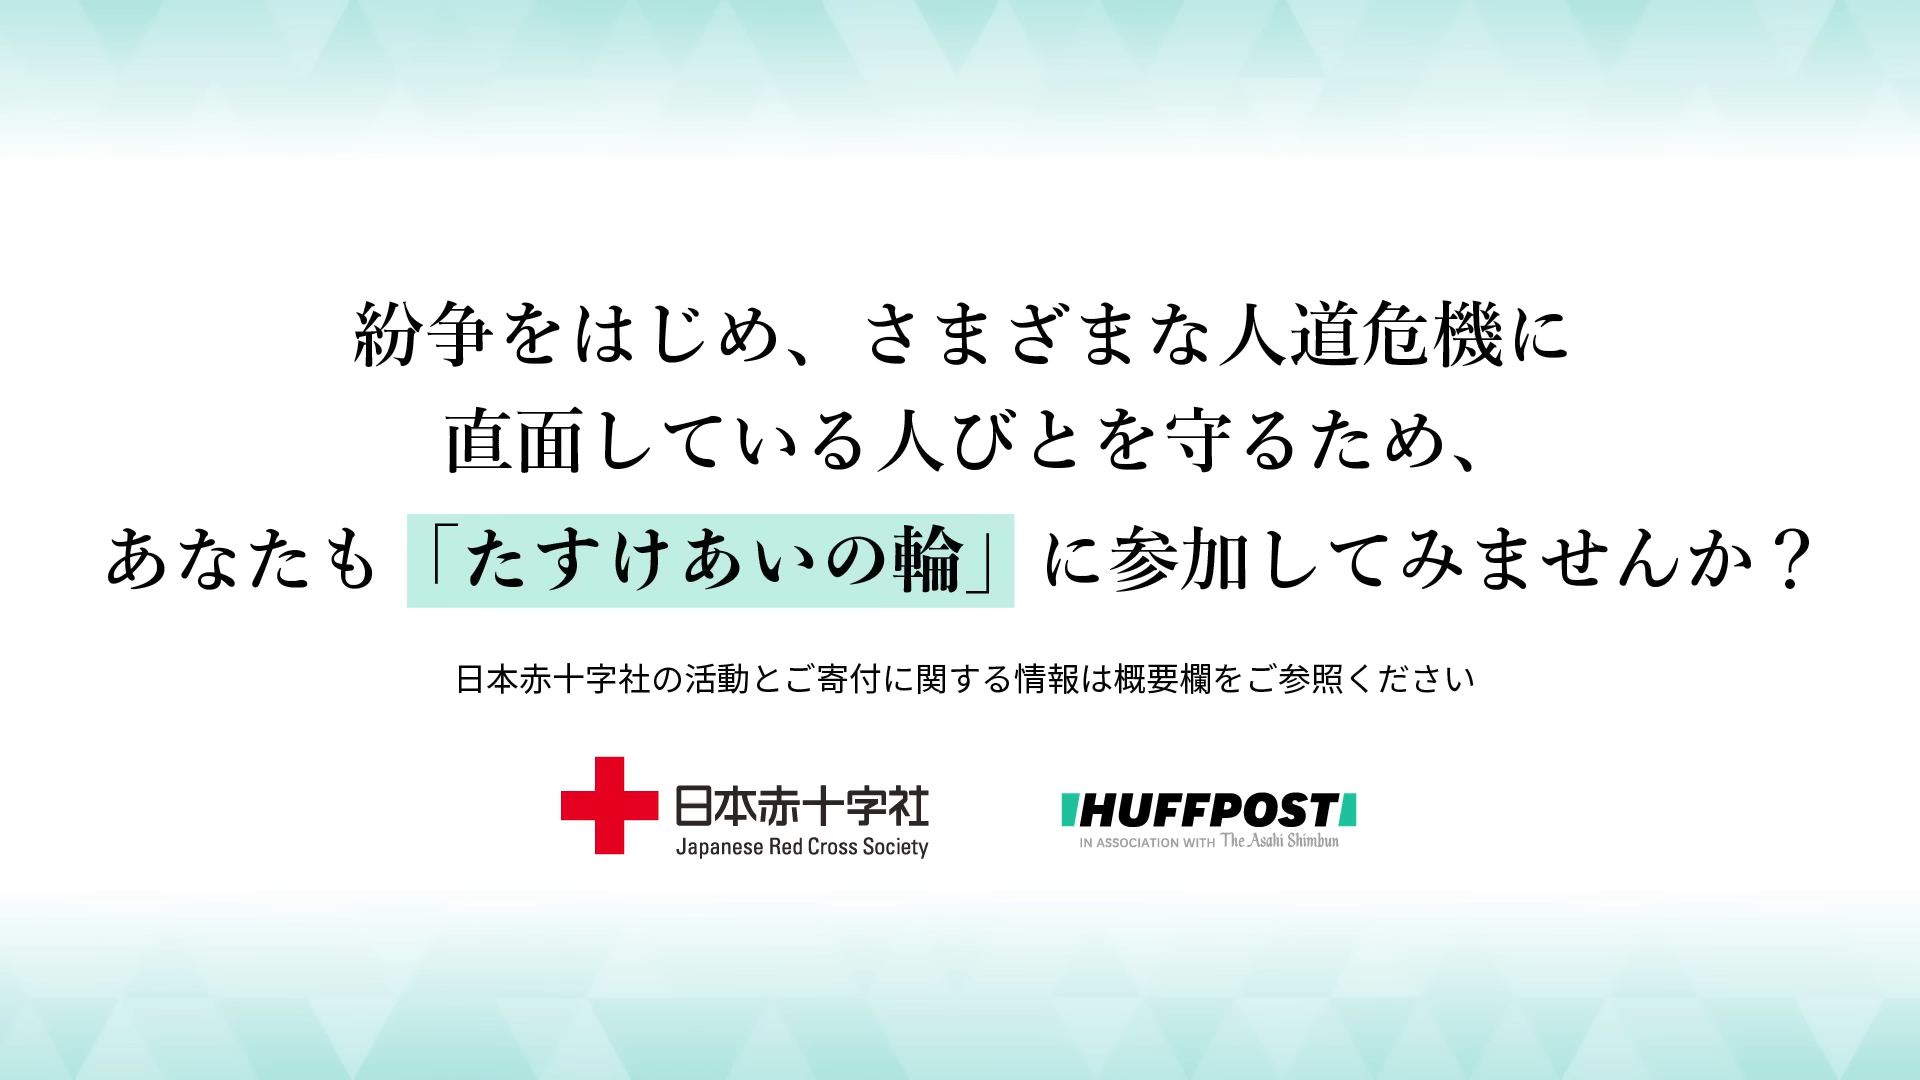 紛争をはじめ、さまざまな人道危機に
直面している人びとを守るため、
あなたも「たすけあいの輪」に参加してみませんか？
日本赤十字社の活動とご寄付に関する情報は概要欄をご参照ください
日本赤十字社
Japanese Red Cross Society
HUFFPOST
IN ASSOCIATION WITH The Asahi Shimbun